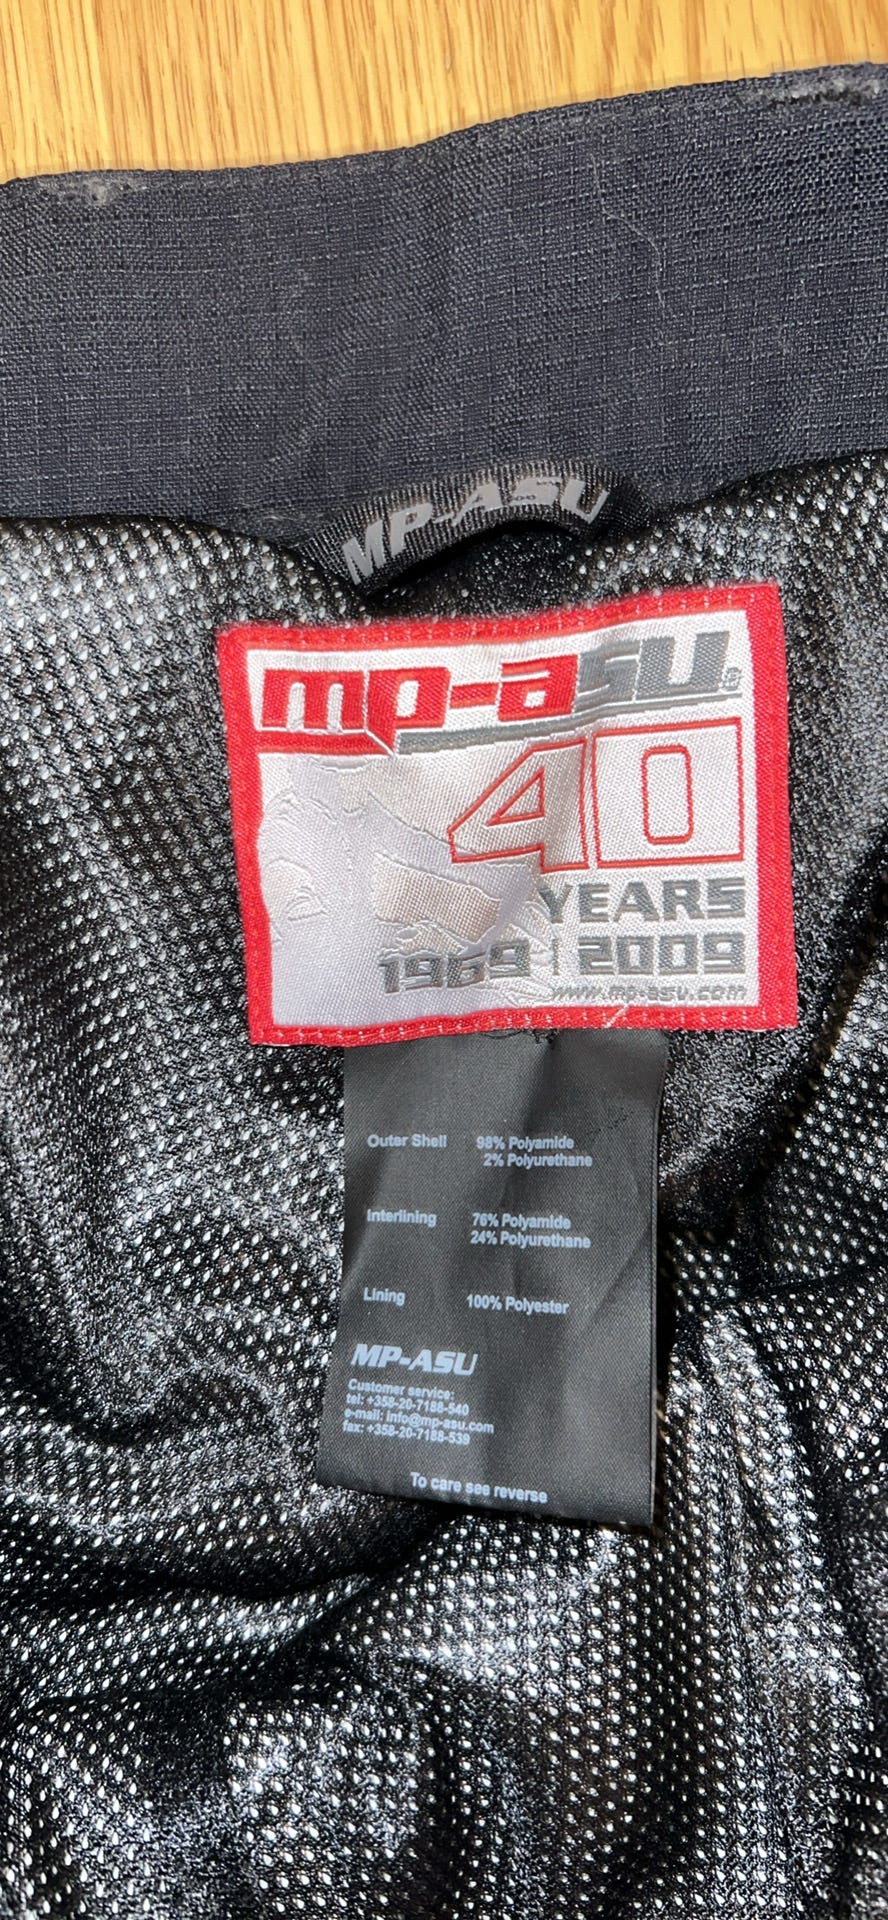 MP-ASU
mp-asu®
40
YEARS
1969 | 2009
www.mp-asu.com
Outer Shell 98% Polyamide
2% Polyurethane
Interlining 76% Polyamide
24% Polyurethane
Lining 100% Polyester
MP-ASU
Customer service:
tel: +358-20-7188-540
e-mail: info@mp-asu.com
fax: +358-20-7188-539
To care see reverse